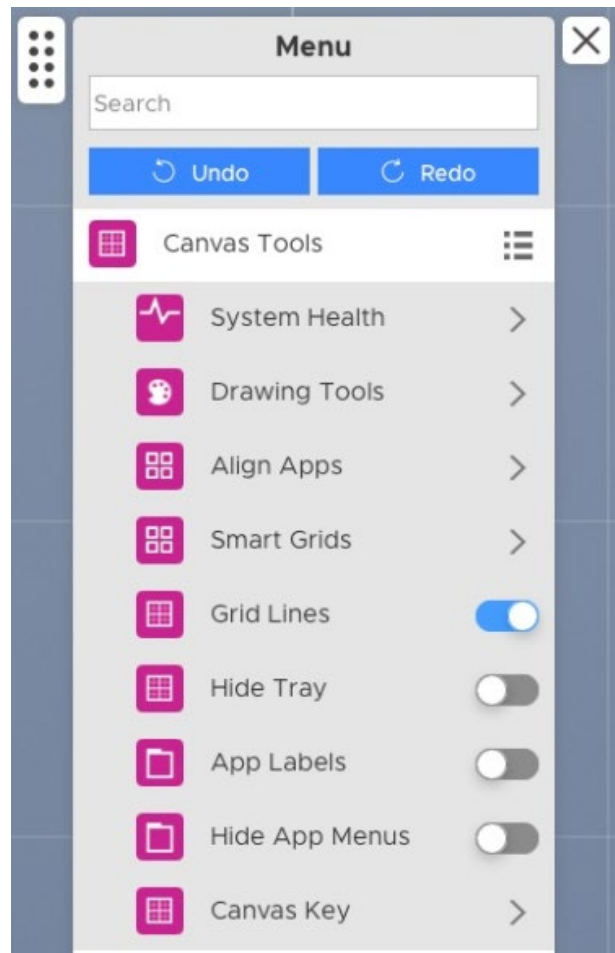 Menu
Search
Undo Redo
Canvas Tools
System Health
Drawing Tools
Align Apps
Smart Grids
Grid Lines
Hide Tray
App Labels
Hide App Menus
Canvas Key